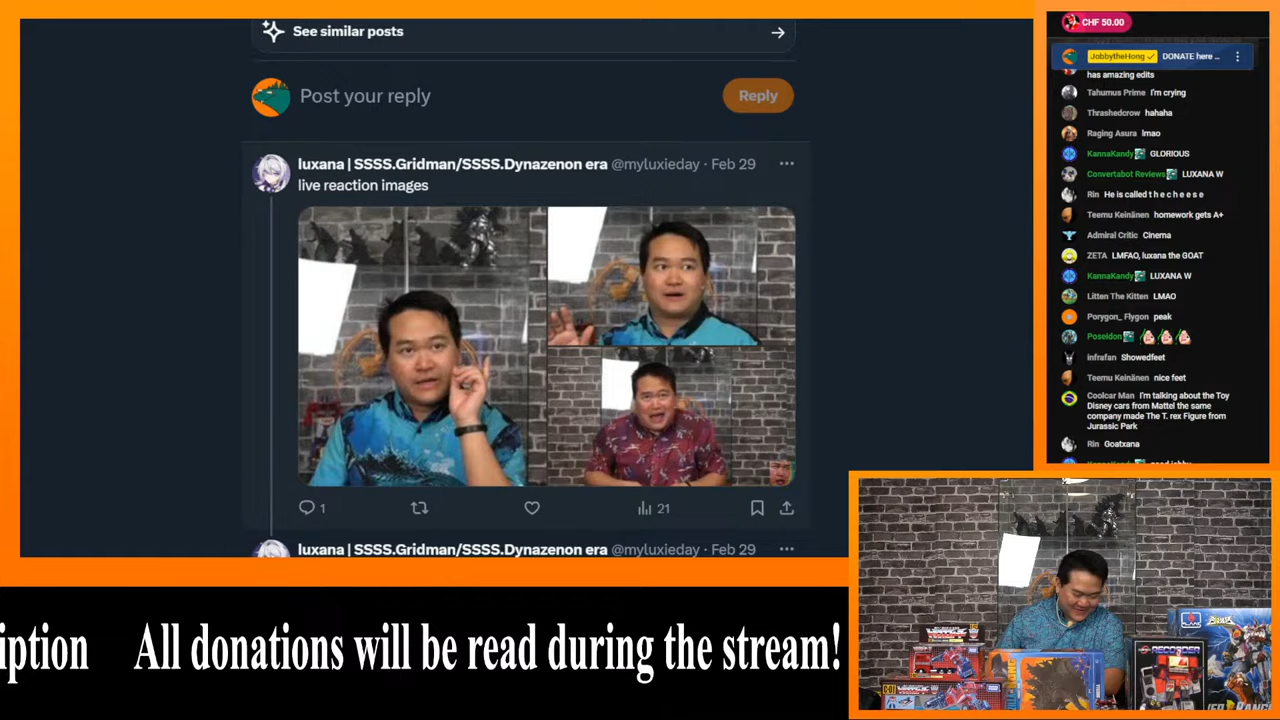 See similar posts
Post your reply
Reply
luxana | SSSS.Gridman/SSSS.Dynazenon era @myluxieday · Feb 29
live reaction images
1
21
luxana | SSSS.Gridman/SSSS.Dynazenon era @myluxieday · Feb 29
CHF 50.00
JobbytheHong DONATE here ...
has amazing edits
Tahumus Prime I'm crying
Thrashedcrow hahaha
Raging Asura lmao
KannaKandy GLORIOUS
Convertabot Reviews LUXANA W
Rin He is called t h e c h e e s e
Teemu Keinänen homework gets A+
Admiral Critic Cinema
ZETA LMFAO, luxana the GOAT
KannaKandy LUXANA W
Litten The Kitten LMAO
Porygon_ Flygon peak
Poseidon
infrafan Showedfeet
Teemu Keinänen nice feet
Coolcar Man I'm talking about the Toy
Disney cars from Mattel the same
company made The T. rex Figure from
Jurassic Park
Rin Goatxana
iption All donations will be read during the stream!
RECORDER